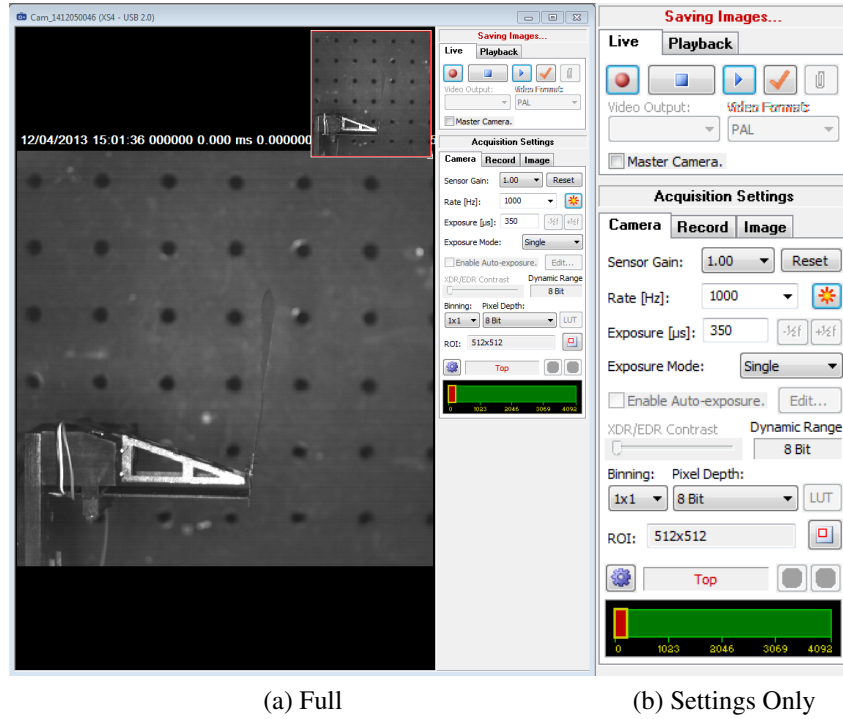 Cam_1412050046 (XS4 - USB 2.0)
12/04/2013 15:01:36 000000 0.000 ms 0.000000
Saving Images...
Live Playback
Video Output: Video Format:
PAL
Master Camera.
Acquisition Settings
Camera Record Image
Sensor Gain: 1.00 Reset
Rate [Hz]: 1000
Exposure [µs]: 350 -½f +½f
Exposure Mode: Single
Enable Auto-exposure. Edit...
XDR/EDR Contrast Dynamic Range
8 Bit
Binning: Pixel Depth:
1x1 8 Bit LUT
ROI: 512x512
Top
0 1023 2046 3069 4092
Saving Images...
Live Playback
Video Output:
PAL
Master Camera.
Acquisition Settings
Camera Record Image
Sensor Gain: 1.00 Reset
Rate [Hz]: 1000
Exposure [µs]: 350 -½f +½f
Exposure Mode: Single
Enable Auto-exposure. Edit...
XDR/EDR Contrast Dynamic Range
8 Bit
Binning: Pixel Depth:
1x1 8 Bit LUT
ROI: 512x512
Top
0 1023 2046 3069 4092
(a) Full
(b) Settings Only